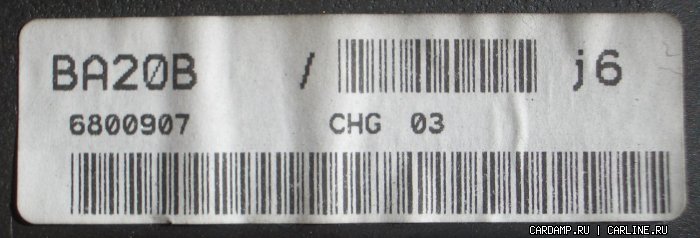 BA20B / j6
6800907 CHG 03
CARDAMP.RU | CARLINE.RU